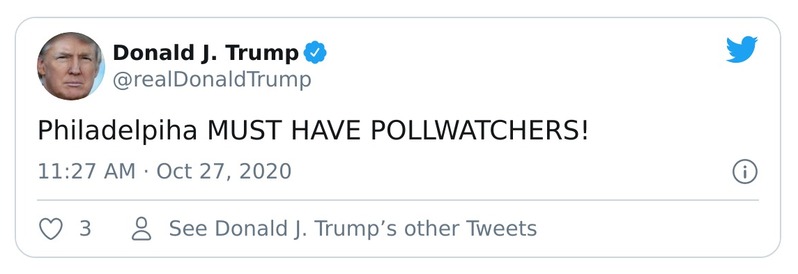 Donald J. Trump
@realDonaldTrump
Philadelpiha MUST HAVE POLLWATCHERS!
11:27 AM · Oct 27, 2020
3
See Donald J. Trump’s other Tweets